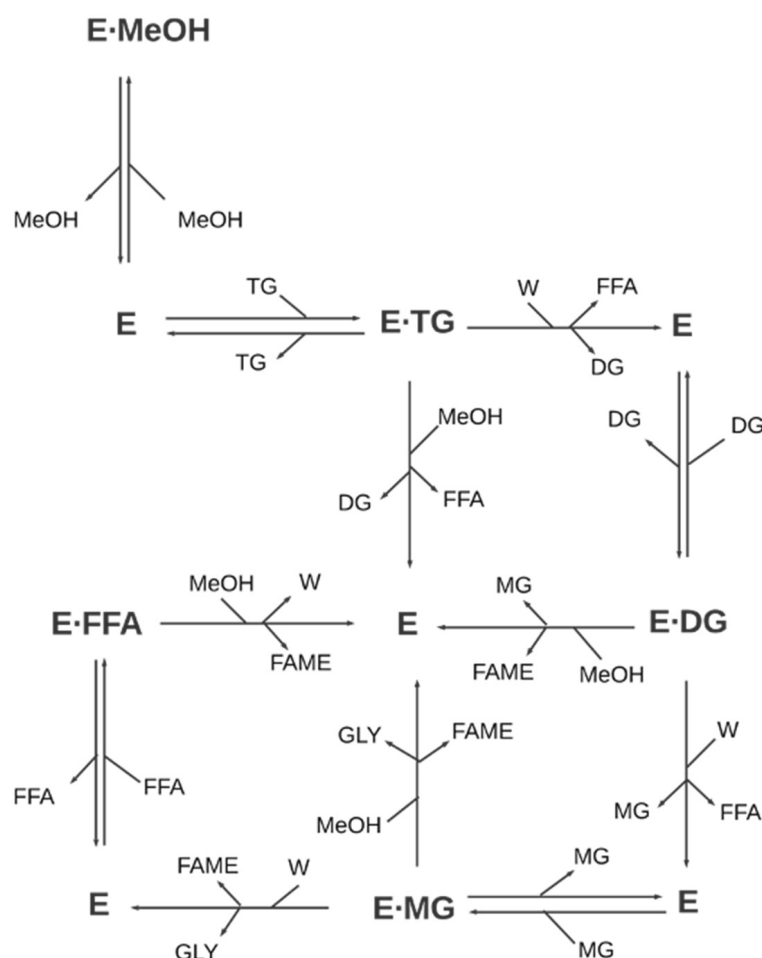 E·MeOH
MeOH
MeOH
E
TG
TG
E·TG
W
FFA
DG
E
MeOH
DG
FFA
DG
DG
E·FFA
MeOH
W
FAME
E
MG
FAME
MeOH
E·DG
FFA
FFA
GLY
FAME
MeOH
W
MG
FFA
E
FAME
W
GLY
E·MG
MG
MG
E